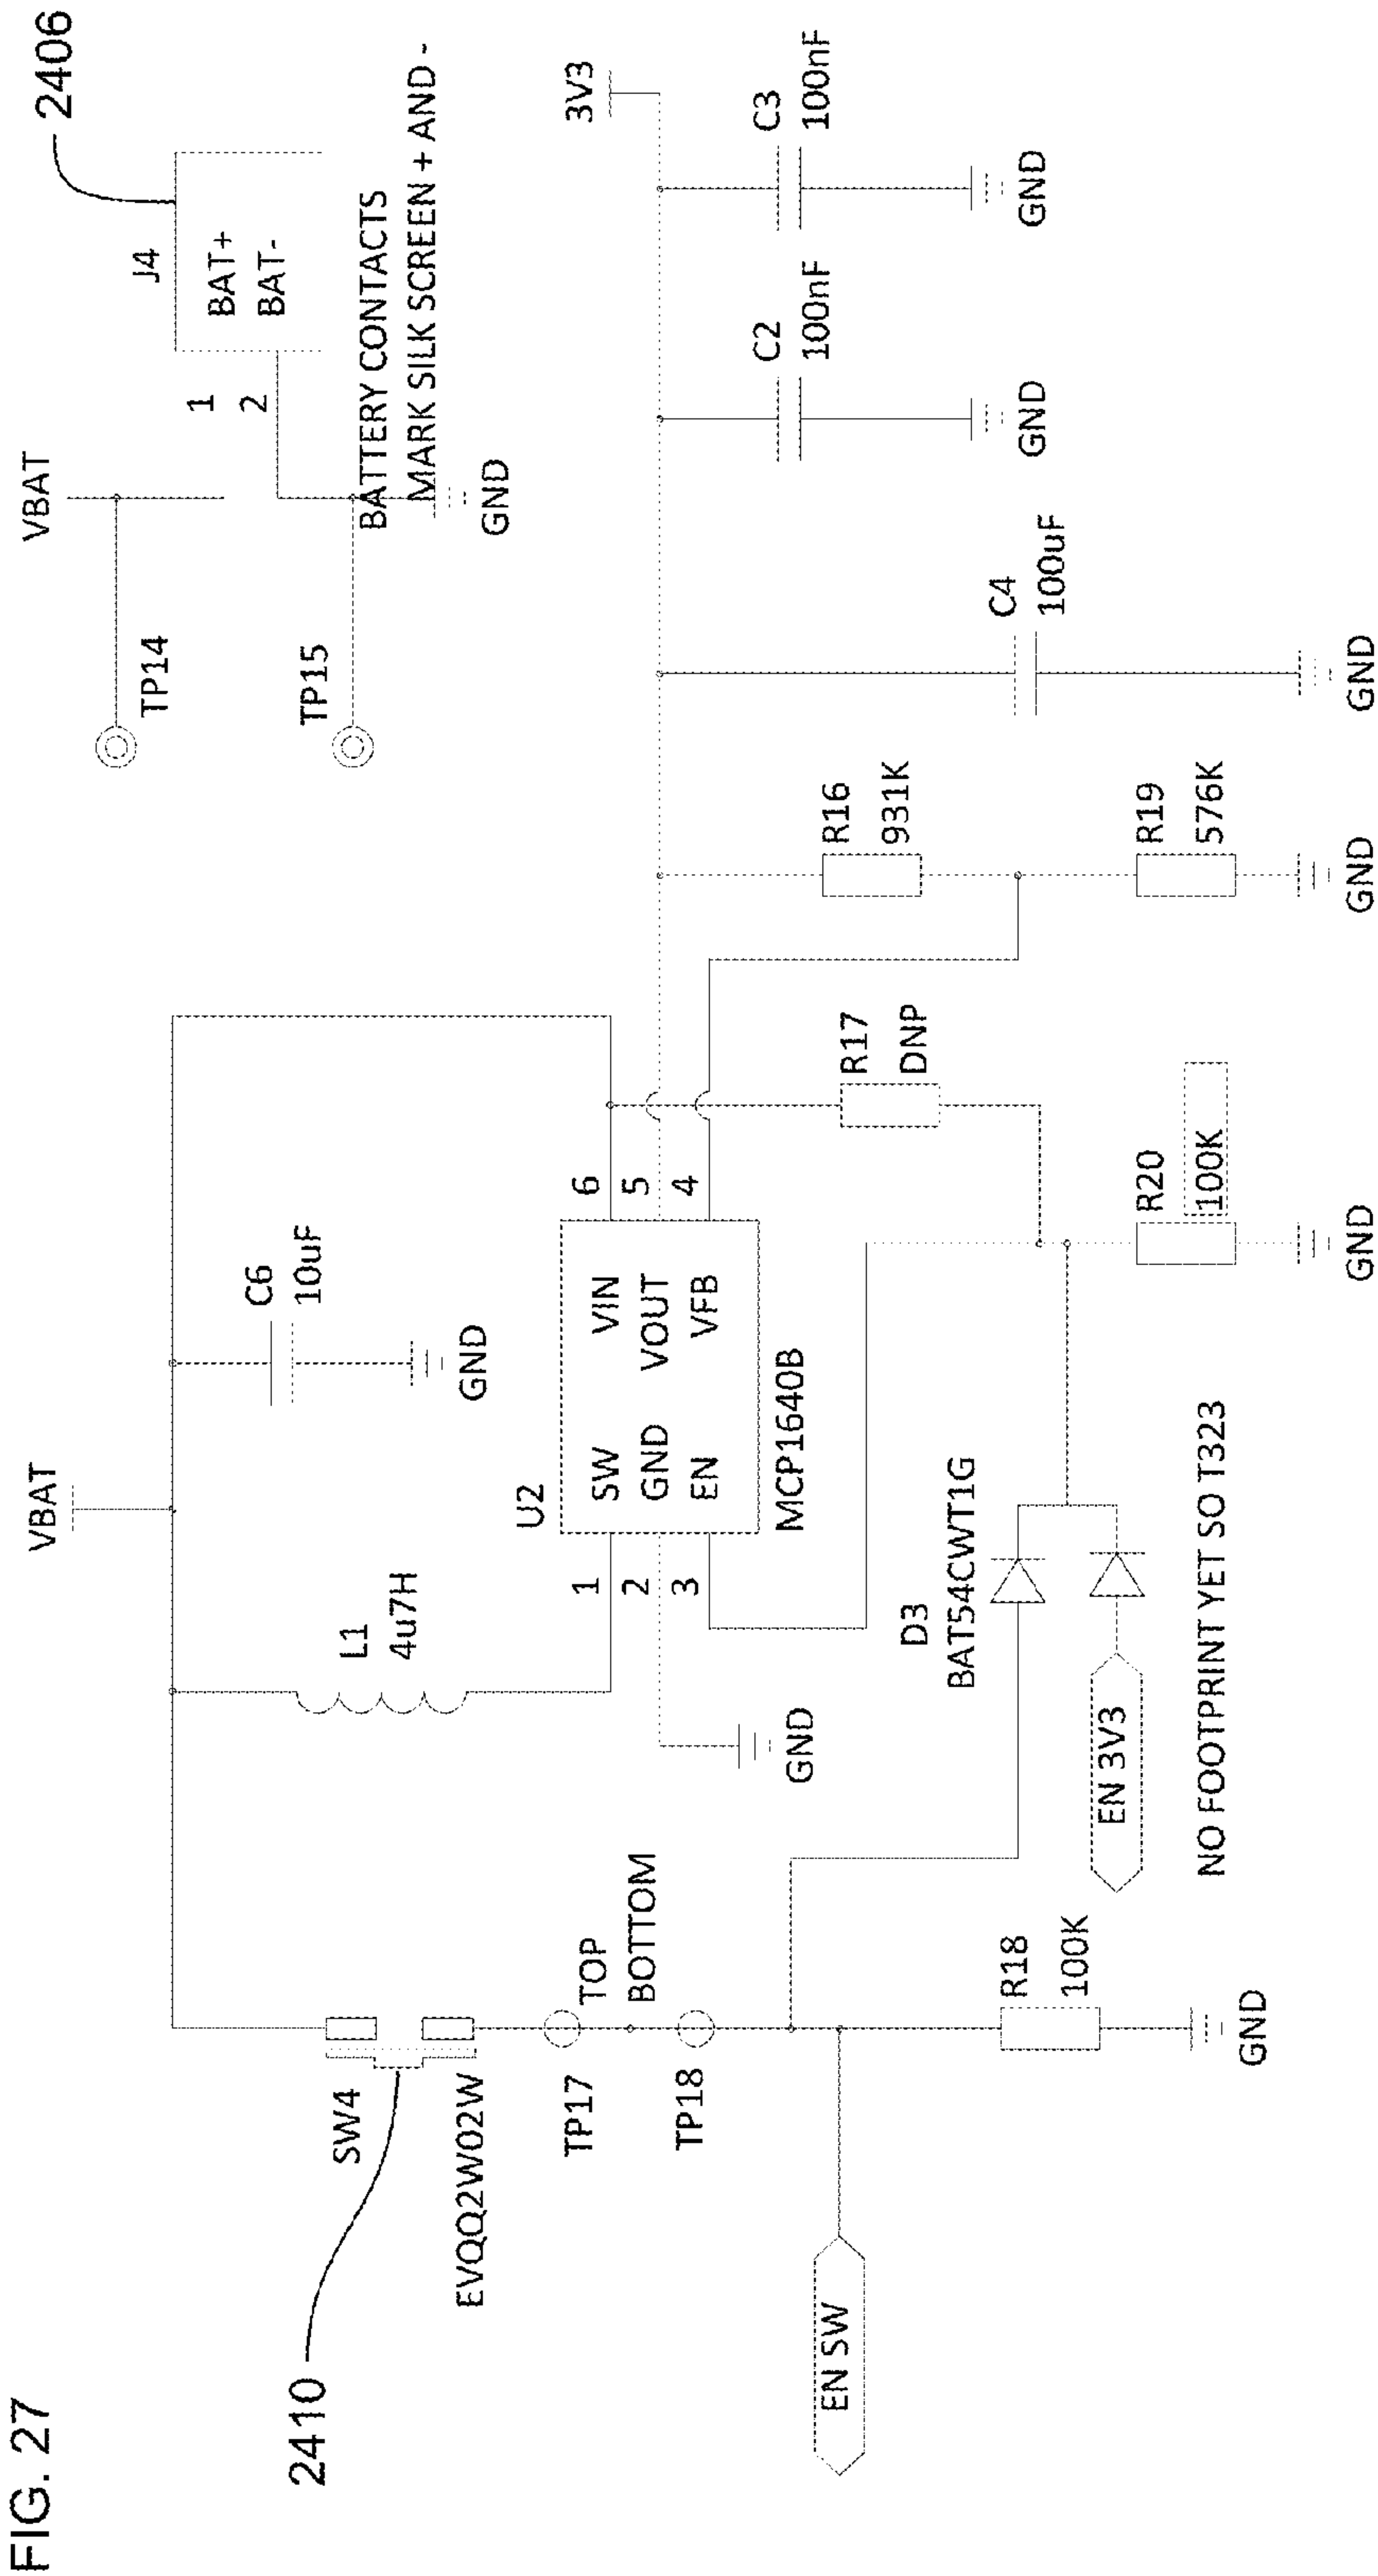 FIG. 27
VBAT
TP14
TP15
J4
2406
1
BAT+
2
BAT-
BATTERY CONTACTS
MARK SILK SCREEN + AND -
GND
VBAT
2410
SW4
EVQQ2W02W
L1
4u7H
C6
10uF
GND
TP17
TOP
BOTTOM
TP18
U2
1
SW
VIN
6
2
GND
VOUT
5
3
EN
VFB
4
MCP1640B
GND
3V3
EN SW
R18
100K
GND
D3
BAT54CWT1G
EN 3V3
NO FOOTPRINT YET SO T323
R17
DNP
R20
100K
GND
R16
931K
R19
576K
GND
C4
100uF
GND
C2
100nF
GND
C3
100nF
GND